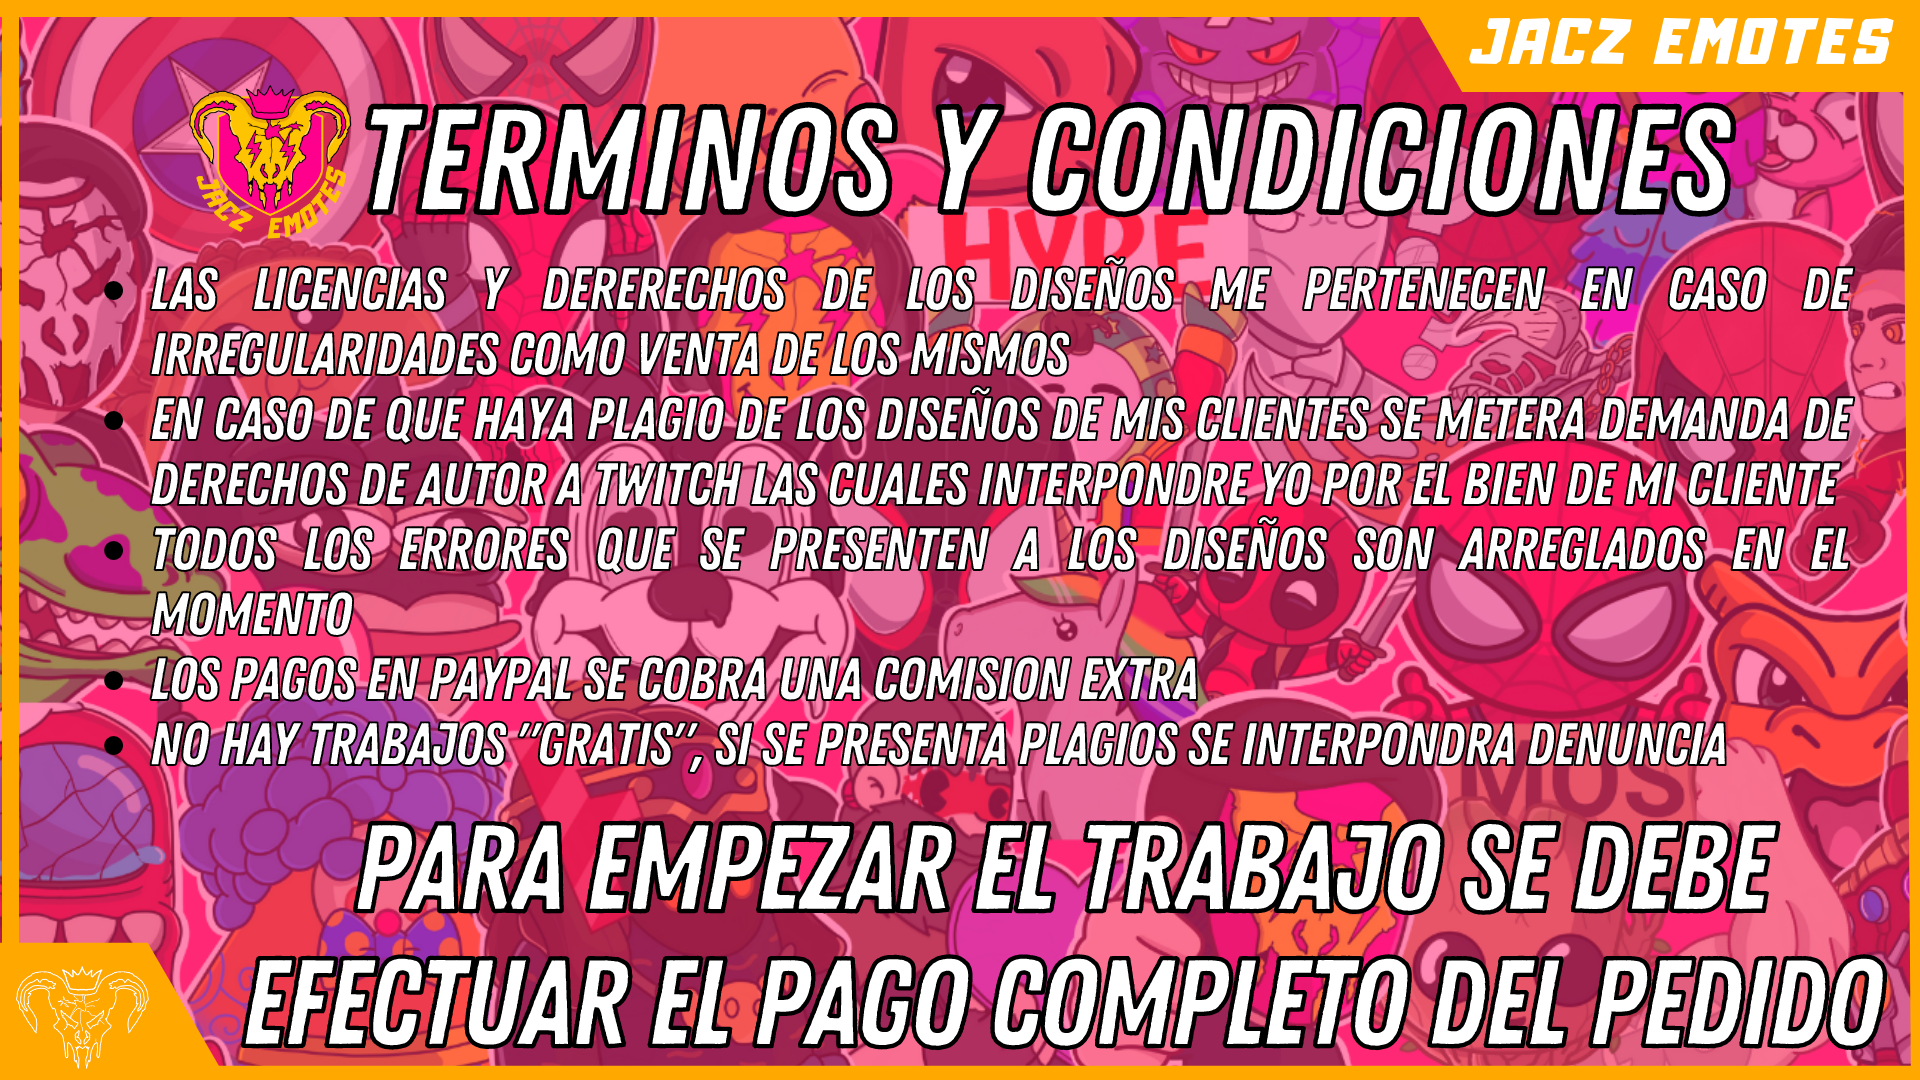 JACZ EMOTES
JACZ EMOTES
TERMINOS Y CONDICIONES
HYPE
• LAS LICENCIAS Y DERERECHOS DE LOS DISEÑOS ME PERTENECEN EN CASO DE
IRREGULARIDADES COMO VENTA DE LOS MISMOS
• EN CASO DE QUE HAYA PLAGIO DE LOS DISEÑOS DE MIS CLIENTES SE METERA DEMANDA DE
DERECHOS DE AUTOR A TWITCH LAS CUALES INTERPONDRE YO POR EL BIEN DE MI CLIENTE
• TODOS LOS ERRORES QUE SE PRESENTEN A LOS DISEÑOS SON ARREGLADOS EN EL
MOMENTO
• LOS PAGOS EN PAYPAL SE COBRA UNA COMISION EXTRA
• NO HAY TRABAJOS "GRATIS", SI SE PRESENTA PLAGIOS SE INTERPONDRA DENUNCIA
MOS
PARA EMPEZAR EL TRABAJO SE DEBE
EFECTUAR EL PAGO COMPLETO DEL PEDIDO